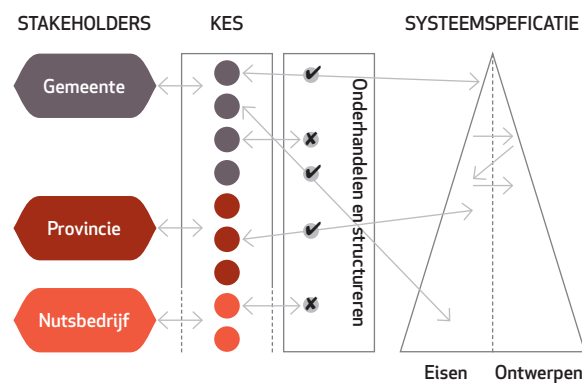 STAKEHOLDERS
KES
SYSTEEMSPEFICATIE
Gemeente
Provincie
Nutsbedrijf
Onderhandelen en structureren
Eisen
Ontwerpen